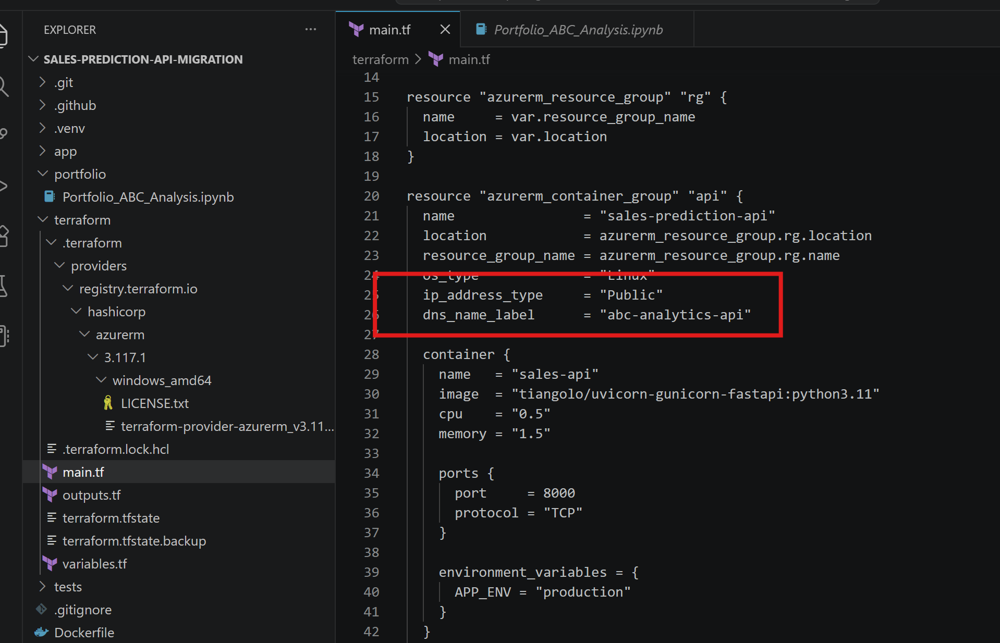 EXPLORER
SALES-PREDICTION-API-MIGRATION
.git
.github
.venv
app
portfolio
Portfolio_ABC_Analysis.ipynb
terraform
.terraform
providers
registry.terraform.io
hashicorp
azurerm
3.117.1
windows_amd64
LICENSE.txt
terraform-provider-azurerm_v3.11...
.terraform.lock.hcl
main.tf
outputs.tf
terraform.tfstate
terraform.tfstate.backup
variables.tf
tests
.gitignore
Dockerfile
main.tf
Portfolio_ABC_Analysis.ipynb
terraform > main.tf
14
15 resource "azurerm_resource_group" "rg" {
16 name = var.resource_group_name
17 location = var.location
18 }
19
20 resource "azurerm_container_group" "api" {
21 name = "sales-prediction-api"
22 location = azurerm_resource_group.rg.location
23 resource_group_name = azurerm_resource_group.rg.name
24 os_type = "Linux"
25 ip_address_type = "Public"
26 dns_name_label = "abc-analytics-api"
27
28 container {
29 name = "sales-api"
30 image = "tiangolo/uvicorn-gunicorn-fastapi:python3.11"
31 cpu = "0.5"
32 memory = "1.5"
33
34 ports {
35 port = 8000
36 protocol = "TCP"
37 }
38
39 environment_variables = {
40 APP_ENV = "production"
41 }
42 }